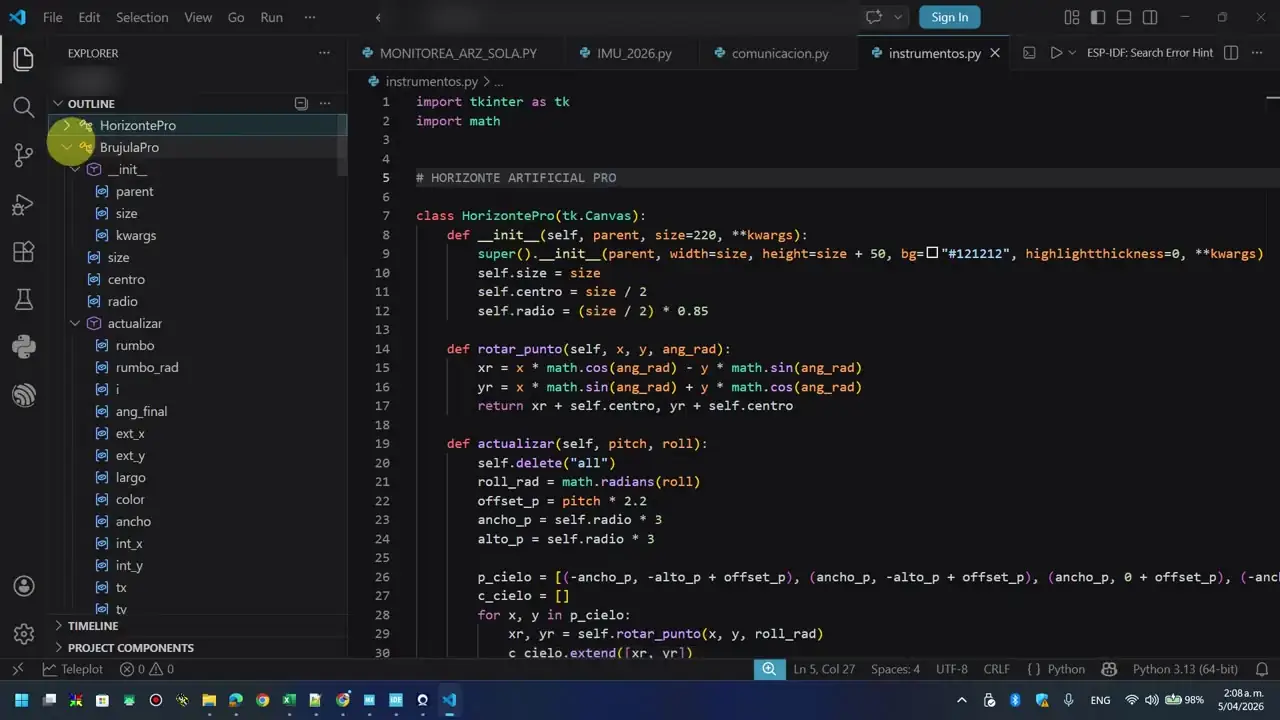 File Edit Selection View Go Run ···
Sign In
EXPLORER ···
OUTLINE
HorizontePro
BrujulaPro
__init__
parent
size
kwargs
size
centro
radio
actualizar
rumbo
rumbo_rad
i
ang_final
ext_x
ext_y
largo
color
ancho
int_x
int_y
tx
ty
TIMELINE
PROJECT COMPONENTS
MONITOREA_ARZ_SOLA.PY IMU_2026.py comunicacion.py instrumentos.py ESP-IDF: Search Error Hint ···
instrumentos.py > ...
1 import tkinter as tk
2 import math
3
4
5 # HORIZONTE ARTIFICIAL PRO
6
7 class HorizontePro(tk.Canvas):
8 def __init__(self, parent, size=220, **kwargs):
9 super().__init__(parent, width=size, height=size + 50, bg="#121212", highlightthickness=0, **kwargs)
10 self.size = size
11 self.centro = size / 2
12 self.radio = (size / 2) * 0.85
13
14 def rotar_punto(self, x, y, ang_rad):
15 xr = x * math.cos(ang_rad) - y * math.sin(ang_rad)
16 yr = x * math.sin(ang_rad) + y * math.cos(ang_rad)
17 return xr + self.centro, yr + self.centro
18
19 def actualizar(self, pitch, roll):
20 self.delete("all")
21 roll_rad = math.radians(roll)
22 offset_p = pitch * 2.2
23 ancho_p = self.radio * 3
24 alto_p = self.radio * 3
25
26 p_cielo = [(-ancho_p, -alto_p + offset_p), (ancho_p, -alto_p + offset_p), (ancho_p, 0 + offset_p), (-anc
27 c_cielo = []
28 for x, y in p_cielo:
29 xr, yr = self.rotar_punto(x, y, roll_rad)
30 c_cielo.extend([xr, yr])
Teleplot 0 0 Ln 5, Col 27 Spaces: 4 UTF-8 CRLF { } Python Python 3.13 (64-bit)
ENG 98% 2:08 a. m.
5/04/2026